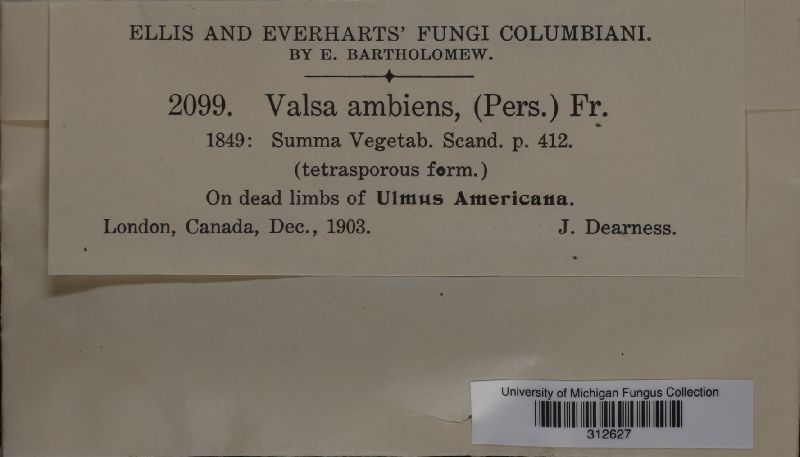 ELLIS AND EVERHARTS' FUNGI COLUMBIANI.
BY E. BARTHOLOMEW.
2099. Valsa ambiens, (Pers.) Fr.
1849: Summa Vegetab. Scand. p. 412.
(tetrasporous form.)
On dead limbs of Ulmus Americana.
London, Canada, Dec., 1903. J. Dearness.
University of Michigan Fungus Collection
312627